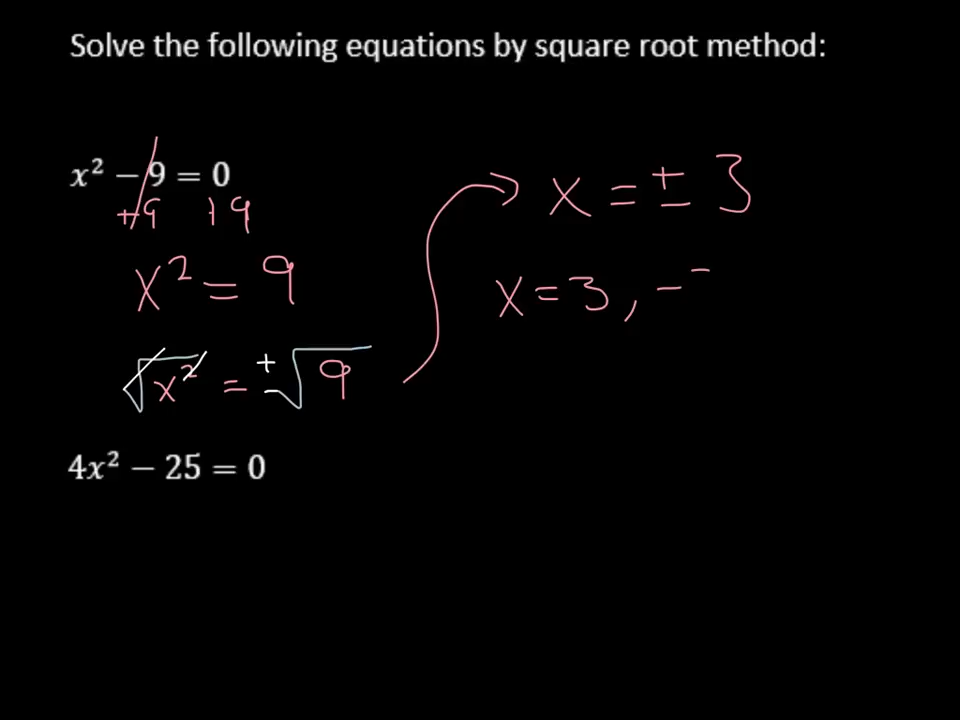 Solve the following equations by square root method:
x² − 9 = 0
+9 +9
x² = 9
√x² = ±√9
x = ± 3
x = 3, -
4x² − 25 = 0